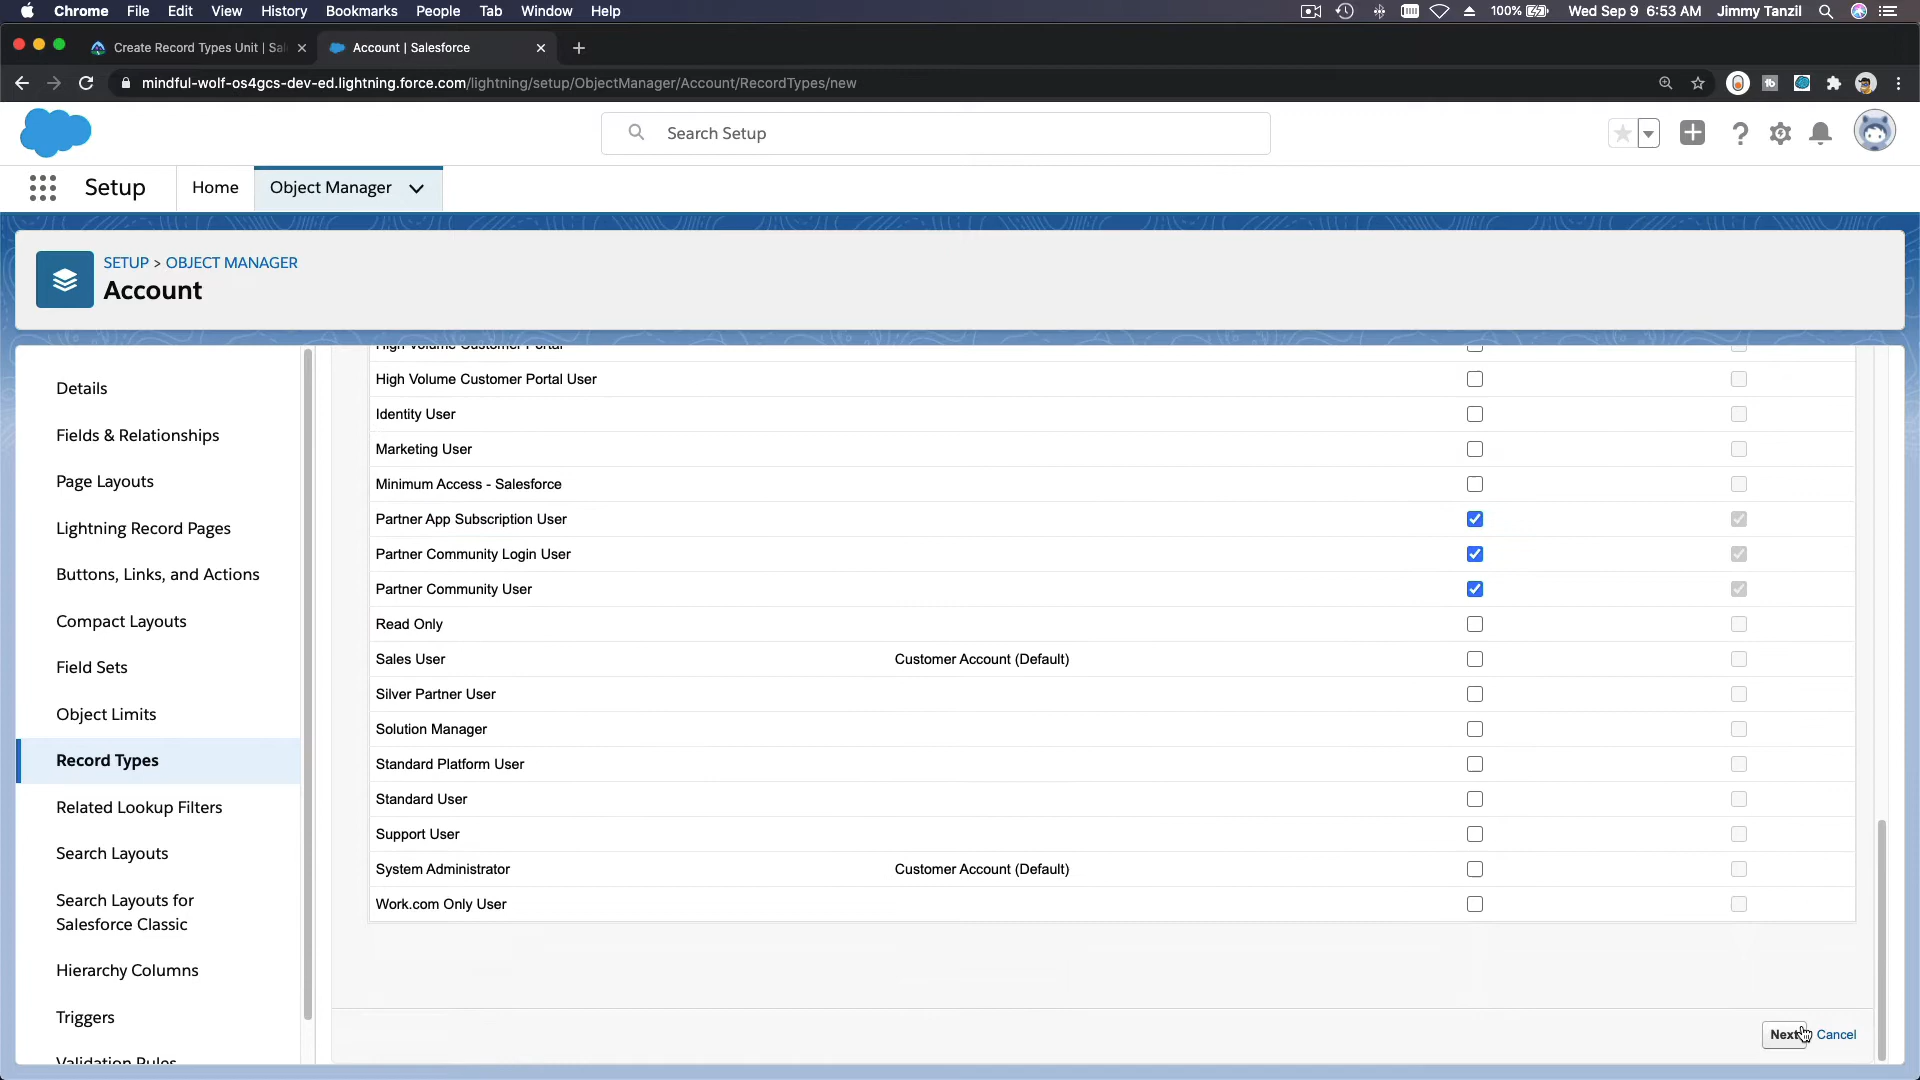 Chrome File Edit View History Bookmarks People Tab Window Help 100% Wed Sep 9 6:53 AM Jimmy Tanzil
Create Record Types Unit | Sal Account | Salesforce
mindful-wolf-os4gcs-dev-ed.lightning.force.com/lightning/setup/ObjectManager/Account/RecordTypes/new
Search Setup
Setup Home Object Manager
SETUP > OBJECT MANAGER
Account
Details
Fields & Relationships
Page Layouts
Lightning Record Pages
Buttons, Links, and Actions
Compact Layouts
Field Sets
Object Limits
Record Types
Related Lookup Filters
Search Layouts
Search Layouts for
Salesforce Classic
Hierarchy Columns
Triggers
Validation Rules
High Volume Customer Portal
High Volume Customer Portal User
Identity User
Marketing User
Minimum Access - Salesforce
Partner App Subscription User
Partner Community Login User
Partner Community User
Read Only
Sales User Customer Account (Default)
Silver Partner User
Solution Manager
Standard Platform User
Standard User
Support User
System Administrator Customer Account (Default)
Work.com Only User
Next Cancel